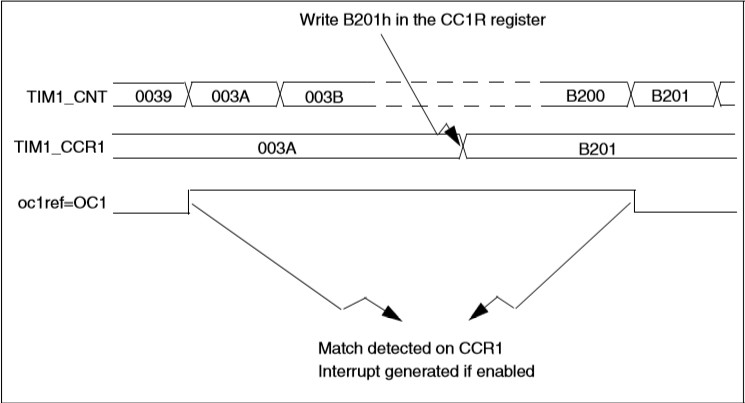 Write B201h in the CC1R register
TIM1_CNT 0039 003A 003B B200 B201
TIM1_CCR1 003A B201
oc1ref=OC1
Match detected on CCR1
Interrupt generated if enabled